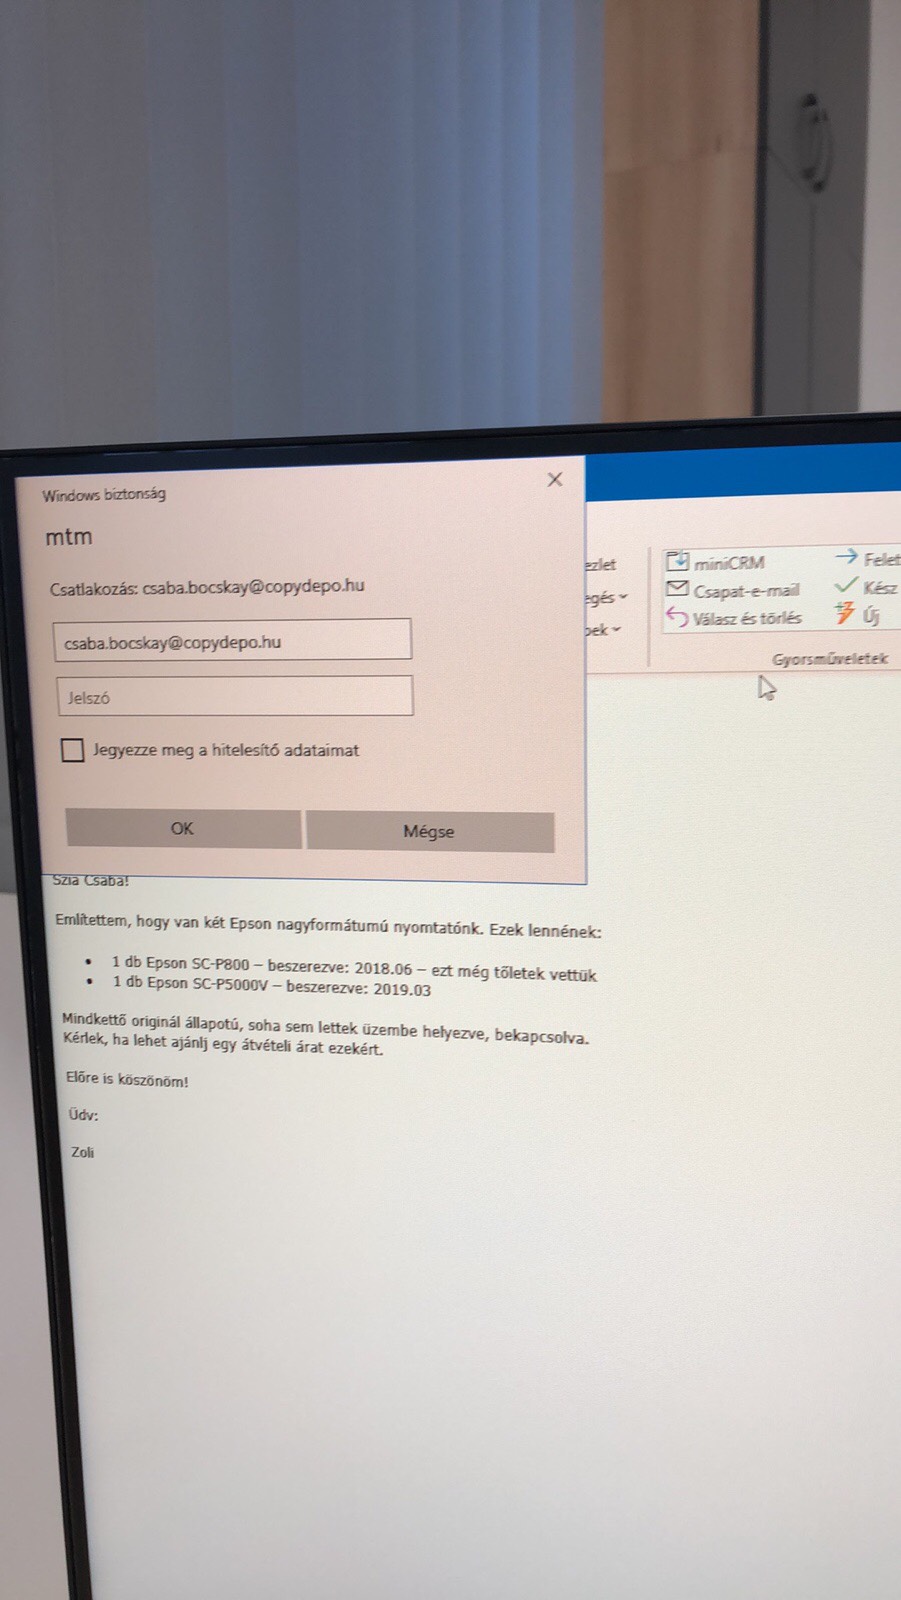 Windows biztonság
mtm
Csatlakozás: csaba.bocskay@copydepo.hu
csaba.bocskay@copydepo.hu
Jelszó
Jegyezze meg a hitelesítő adataimat
OK
Mégse
ezlet
egés
bek
miniCRM
Csapat-e-mail
Válasz és törlés
Felet
Kész
Új
Gyorsműveletek
Szia Csaba!
Említettem, hogy van két Epson nagyformátumú nyomtatónk. Ezek lennének:
• 1 db Epson SC-P800 – beszerezve: 2018.06 – ezt még tőletek vettük
• 1 db Epson SC-P5000V – beszerezve: 2019.03
Mindkettő originál állapotú, soha sem lettek üzembe helyezve, bekapcsolva.
Kérlek, ha lehet ajánlj egy átvételi árat ezekért.
Előre is köszönöm!
Üdv:
Zoli